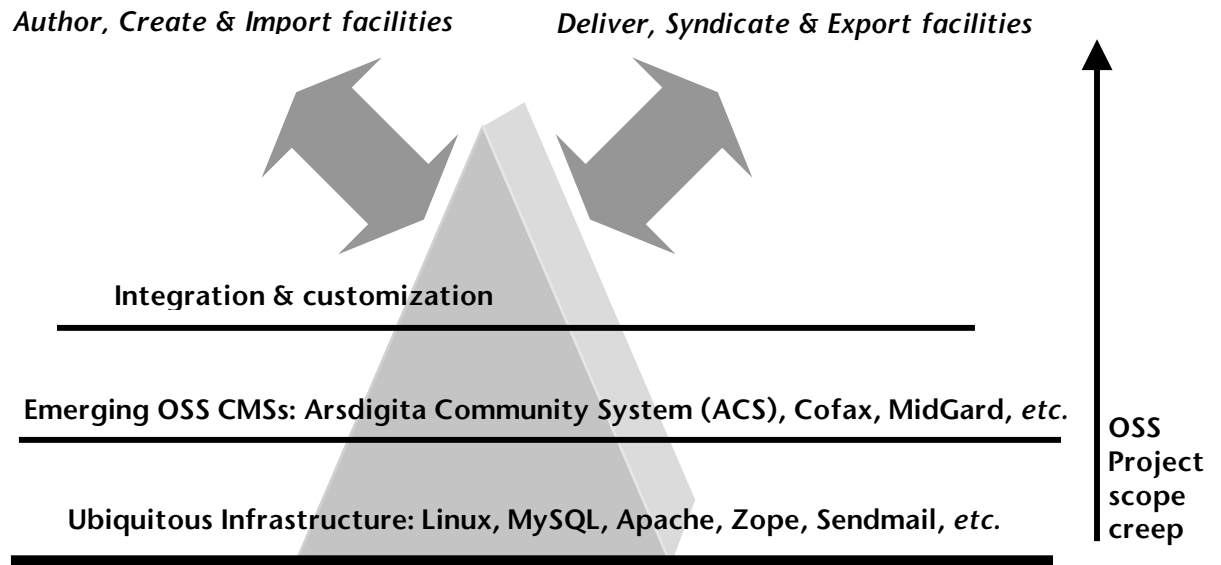 Author, Create & Import facilities
Deliver, Syndicate & Export facilities
Integration & customization
Emerging OSS CMSs: Arsdigita Community System (ACS), Cofax, MidGard, etc.
Ubiquitous Infrastructure: Linux, MySQL, Apache, Zope, Sendmail, etc.
OSS
Project
scope
creep